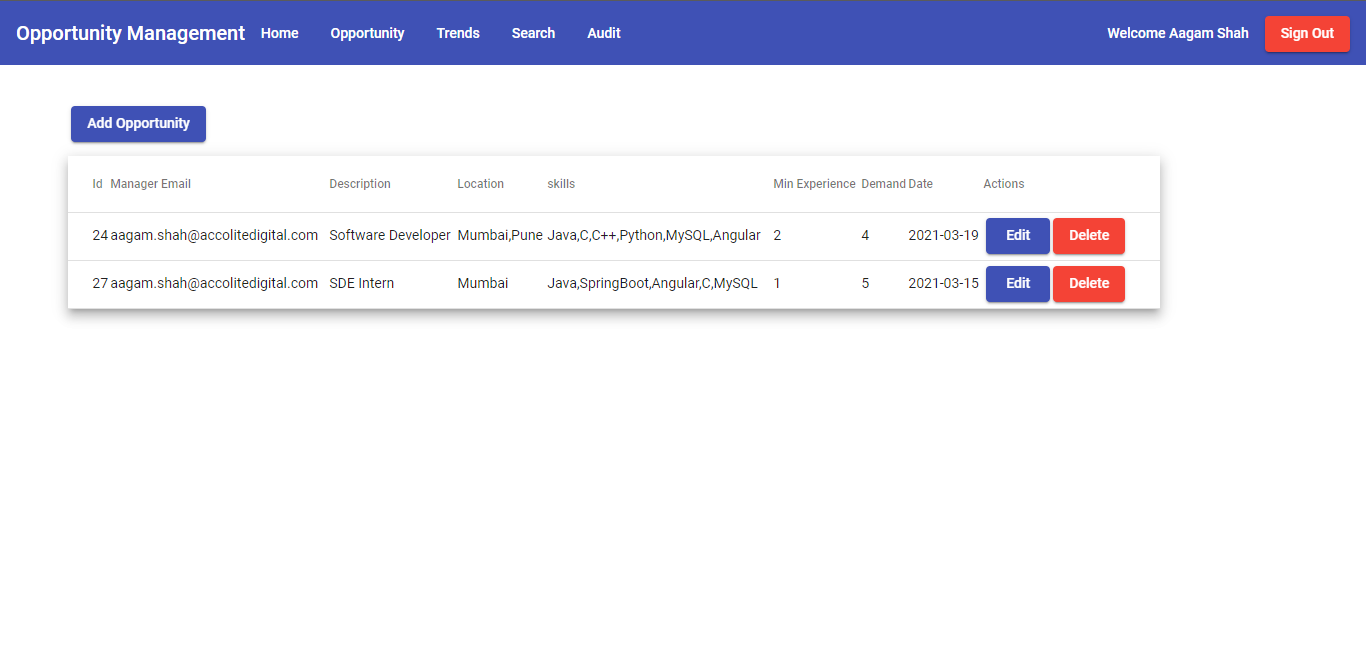 Opportunity Management Home Opportunity Trends Search Audit Welcome Aagam Shah Sign Out
Add Opportunity
Id Manager Email Description Location skills Min Experience Demand Date Actions
24 aagam.shah@accolitedigital.com Software Developer Mumbai,Pune Java,C,C++,Python,MySQL,Angular 2 4 2021-03-19 Edit Delete
27 aagam.shah@accolitedigital.com SDE Intern Mumbai Java,SpringBoot,Angular,C,MySQL 1 5 2021-03-15 Edit Delete